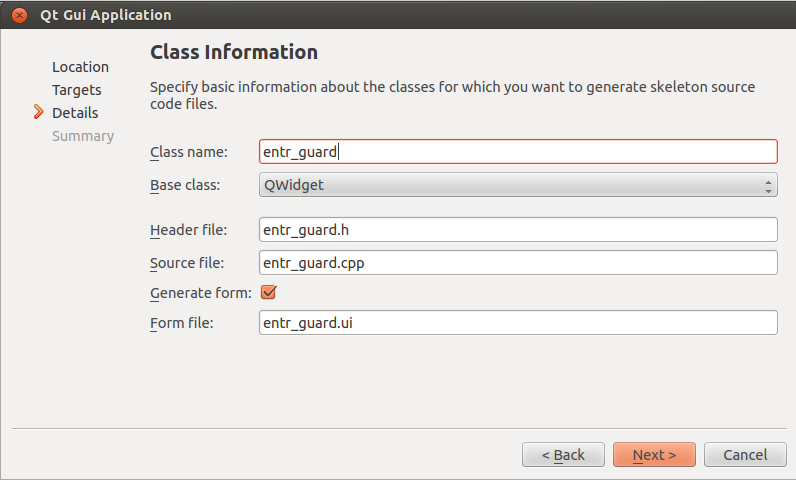 Qt Gui Application
Class Information
Location
Targets
Details
Summary
Specify basic information about the classes for which you want to generate skeleton source
code files.
Class name: entr_guard
Base class: QWidget
Header file: entr_guard.h
Source file: entr_guard.cpp
Generate form:
Form file: entr_guard.ui
< Back Next > Cancel